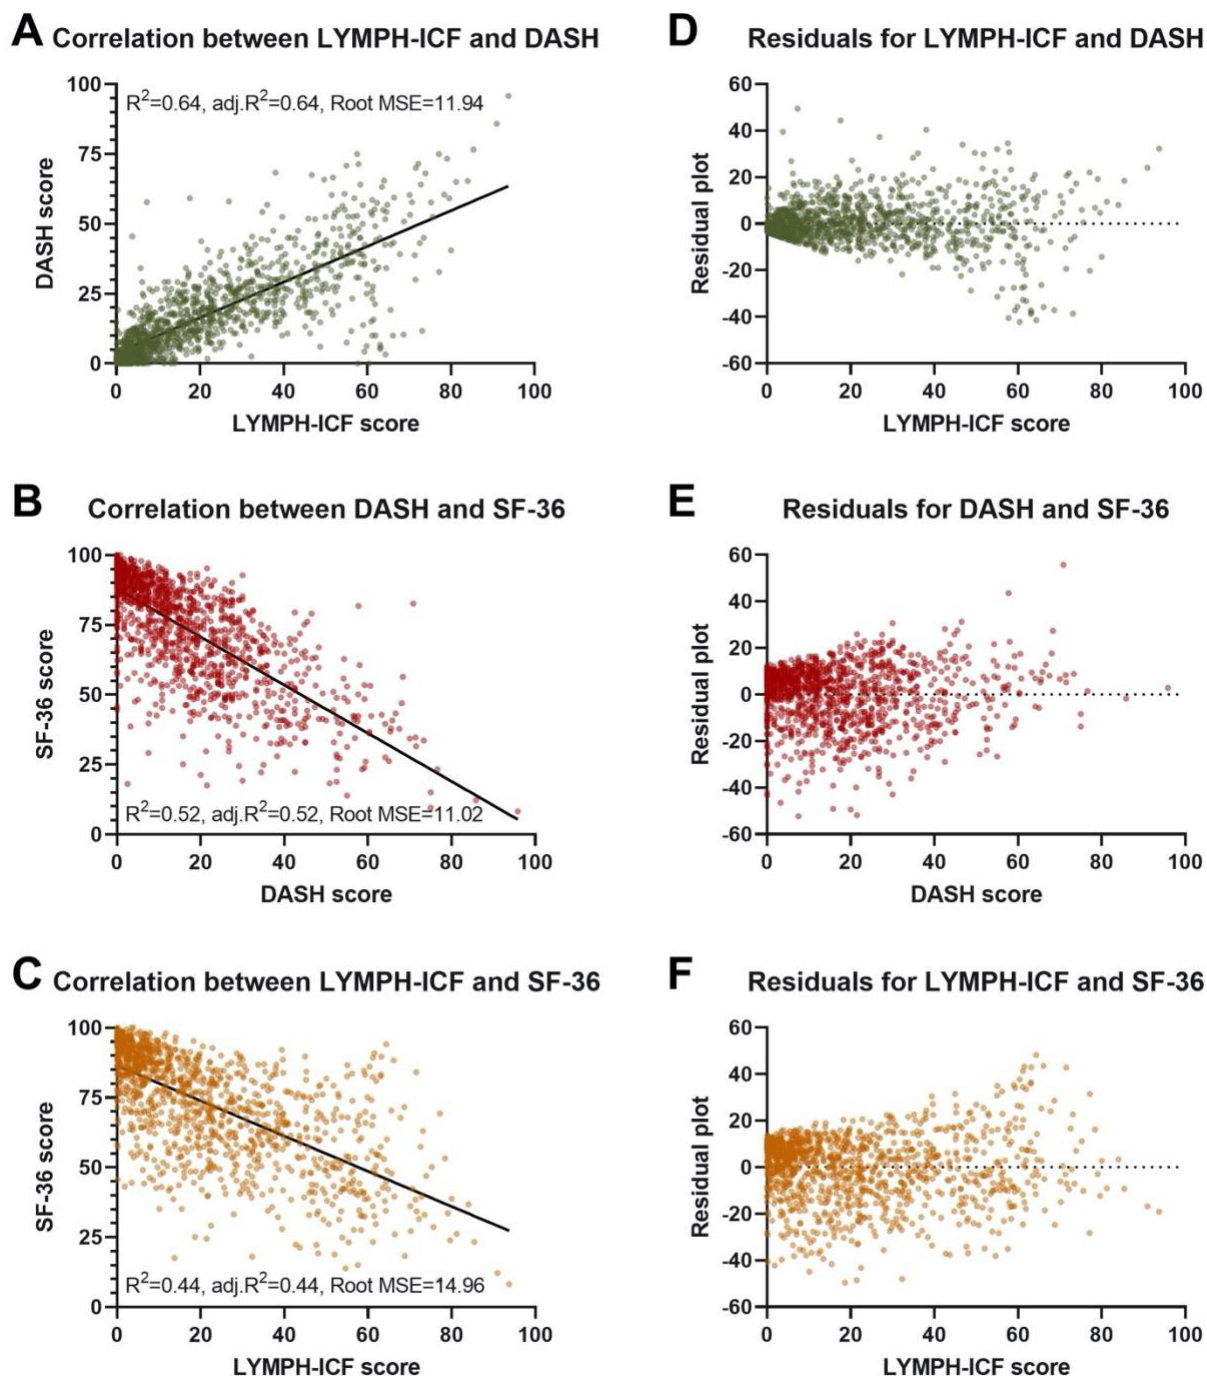 A Correlation between LYMPH-ICF and DASH
R²=0.64, adj.R²=0.64, Root MSE=11.94
DASH score
100
75
50
25
0
0 20 40 60 80 100
LYMPH-ICF score
D Residuals for LYMPH-ICF and DASH
Residual plot
60
40
20
0
-20
-40
-60
0 20 40 60 80 100
LYMPH-ICF score
B Correlation between DASH and SF-36
SF-36 score
100
75
50
25
0
R²=0.52, adj.R²=0.52, Root MSE=11.02
0 20 40 60 80 100
DASH score
E Residuals for DASH and SF-36
Residual plot
60
40
20
0
-20
-40
-60
0 20 40 60 80 100
DASH score
C Correlation between LYMPH-ICF and SF-36
SF-36 score
100
75
50
25
0
R²=0.44, adj.R²=0.44, Root MSE=14.96
0 20 40 60 80 100
LYMPH-ICF score
F Residuals for LYMPH-ICF and SF-36
Residual plot
60
40
20
0
-20
-40
-60
0 20 40 60 80 100
LYMPH-ICF score